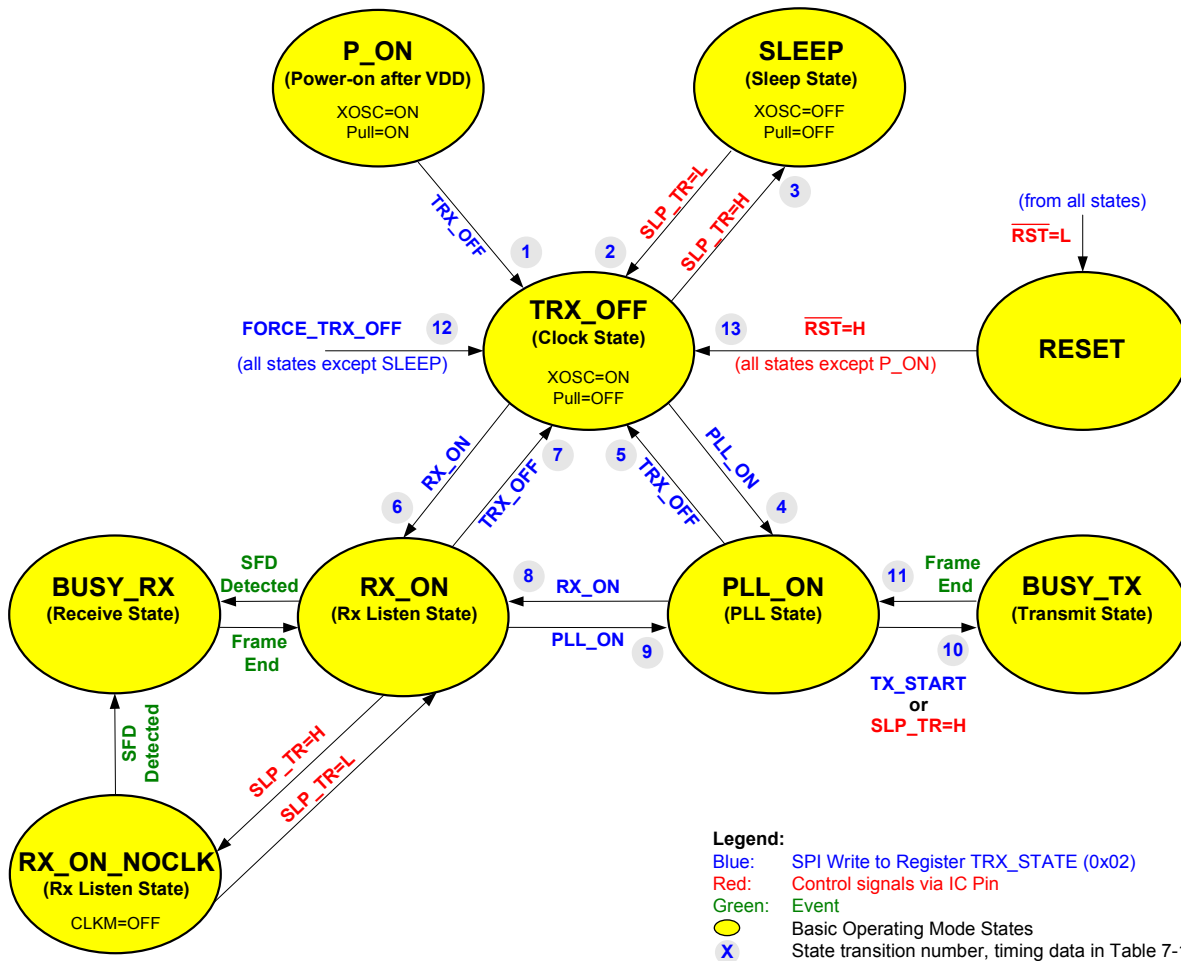 P_ON
(Power-on after VDD)
XOSC=ON
Pull=ON
SLEEP
(Sleep State)
XOSC=OFF
Pull=OFF
TRX_OFF
1
SLP_TR=L
2
SLP_TR=H
3
(from all states)
RST=L
FORCE_TRX_OFF
12
(all states except SLEEP)
TRX_OFF
(Clock State)
XOSC=ON
Pull=OFF
13
RST=H
(all states except P_ON)
RESET
RX_ON
6
TRX_OFF
7
5
TRX_OFF
PLL_ON
4
BUSY_RX
(Receive State)
SFD
Detected
Frame
End
RX_ON
(Rx Listen State)
8
RX_ON
PLL_ON
9
PLL_ON
(PLL State)
11
Frame
End
10
TX_START
or
SLP_TR=H
BUSY_TX
(Transmit State)
SFD
Detected
SLP_TR=H
SLP_TR=L
RX_ON_NOCLK
(Rx Listen State)
CLKM=OFF
Legend:
Blue: SPI Write to Register TRX_STATE (0x02)
Red: Control signals via IC Pin
Green: Event
Basic Operating Mode States
X State transition number, timing data in Table 7-1